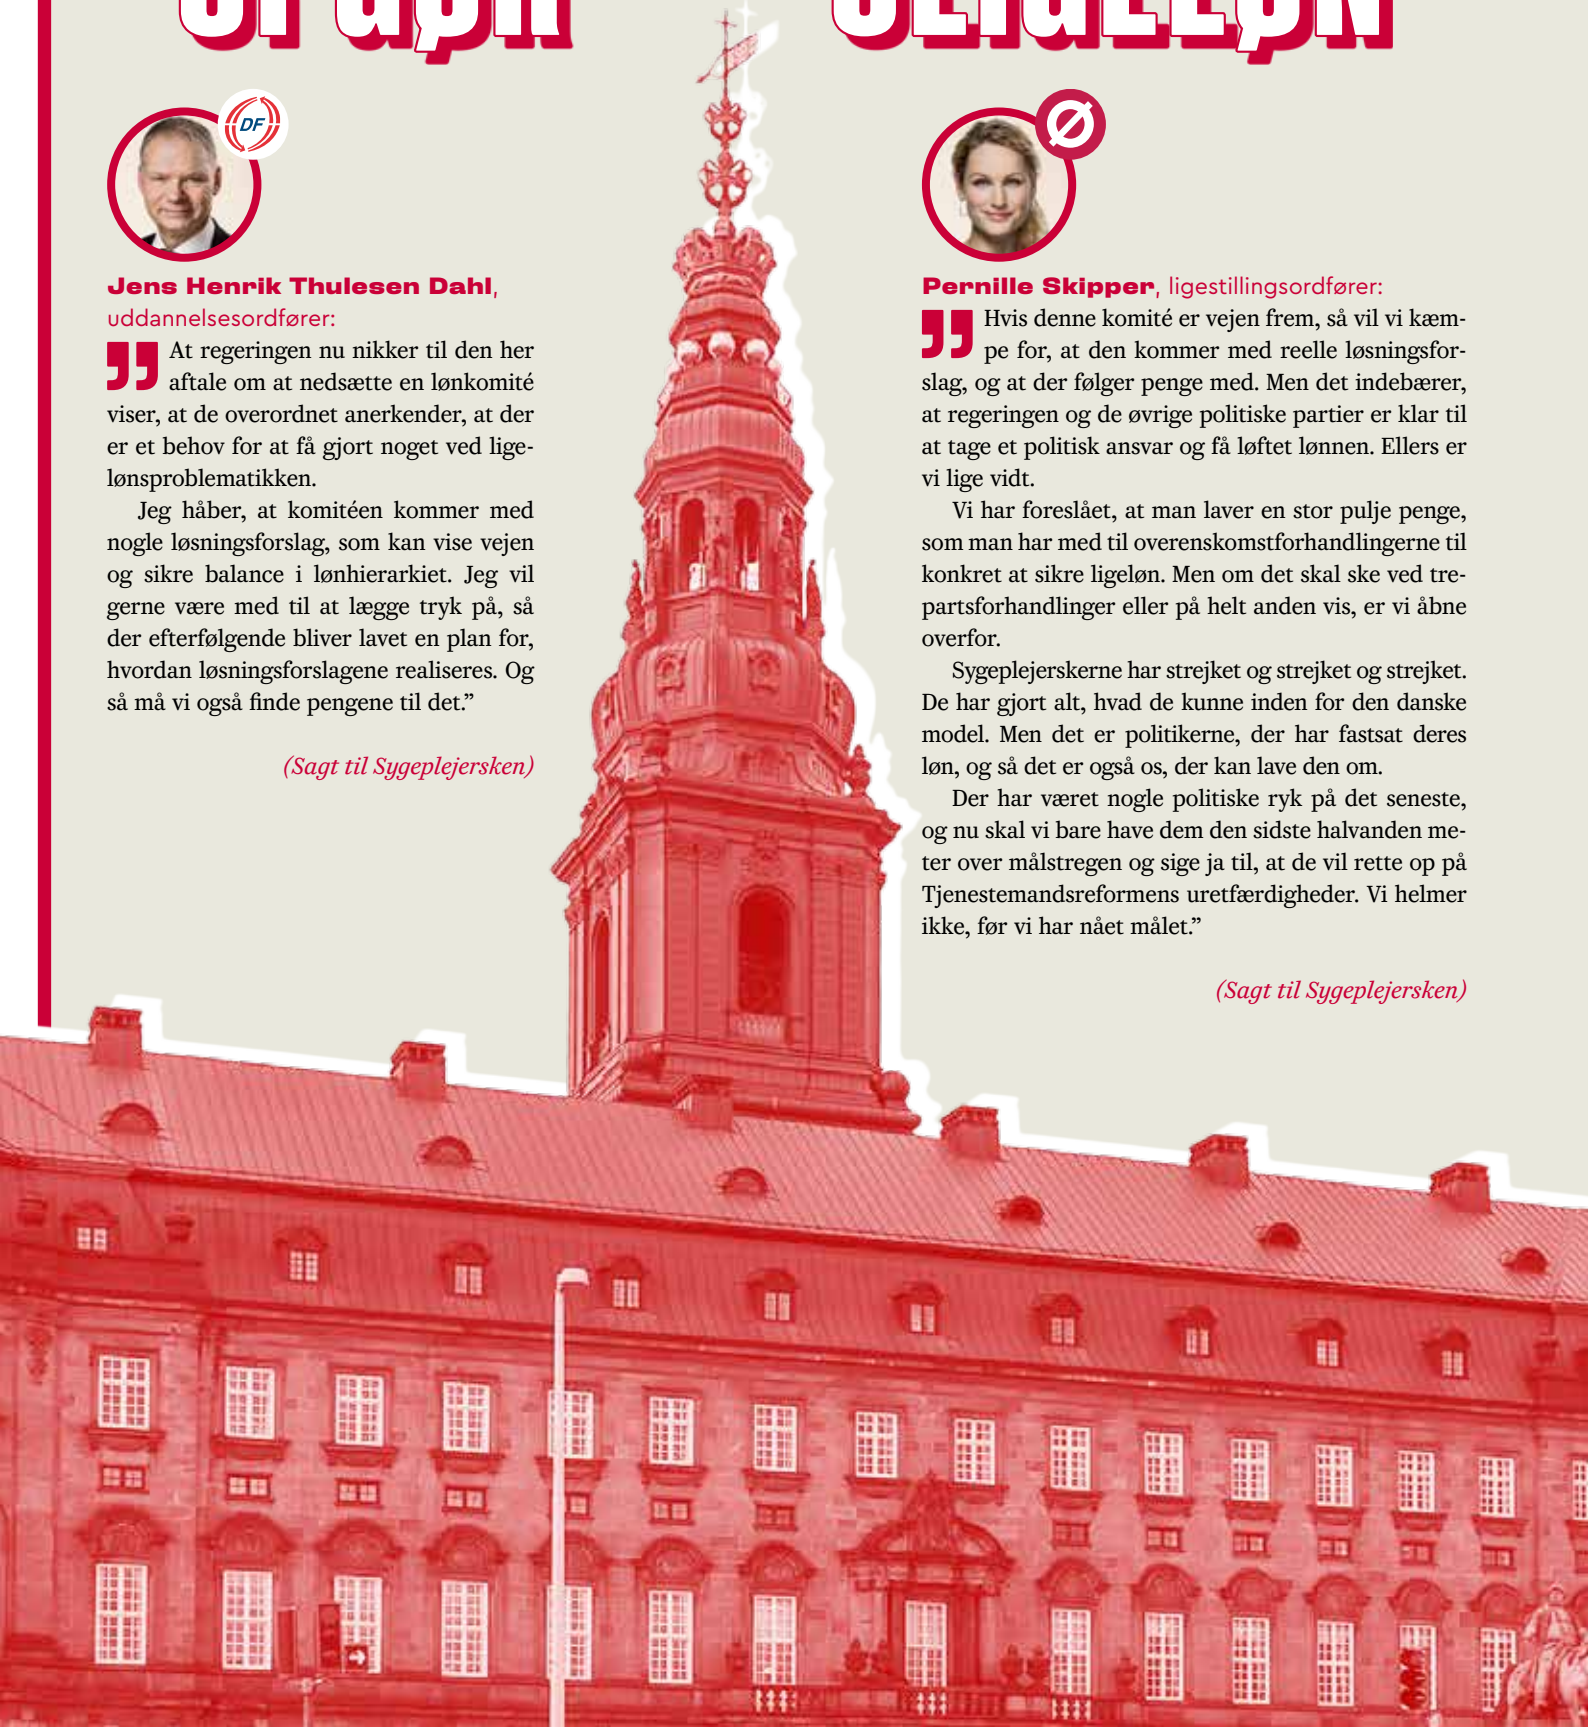 DF
Jens Henrik Thulesen Dahl,
uddannelsesordfører:
”At regeringen nu nikker til den her
aftale om at nedsætte en lønkomité
viser, at de overordnet anerkender, at der
er et behov for at få gjort noget ved lige-
lønsproblematikken.
Jeg håber, at komitéen kommer med
nogle løsningsforslag, som kan vise vejen
og sikre balance i lønhierarkiet. Jeg vil
gerne være med til at lægge tryk på, så
der efterfølgende bliver lavet en plan for,
hvordan løsningsforslagene realiseres. Og
så må vi også finde pengene til det.”
(Sagt til Sygeplejersken)
Ø
Pernille Skipper, ligestillingsordfører:
”Hvis denne komité er vejen frem, så vil vi kæm-
pe for, at den kommer med reelle løsningsfor-
slag, og at der følger penge med. Men det indebærer,
at regeringen og de øvrige politiske partier er klar til
at tage et politisk ansvar og få løftet lønnen. Ellers er
vi lige vidt.
Vi har foreslået, at man laver en stor pulje penge,
som man har med til overenskomstforhandlingerne til
konkret at sikre ligeløn. Men om det skal ske ved tre-
partsforhandlinger eller på helt anden vis, er vi åbne
overfor.
Sygeplejerskerne har strejket og strejket og strejket.
De har gjort alt, hvad de kunne inden for den danske
model. Men det er politikerne, der har fastsat deres
løn, og så det er også os, der kan lave den om.
Der har været nogle politiske ryk på det seneste,
og nu skal vi bare have dem den sidste halvanden me-
ter over målstregen og sige ja til, at de vil rette op på
Tjenestemandsreformens uretfærdigheder. Vi helmer
ikke, før vi har nået målet.”
(Sagt til Sygeplejersken)